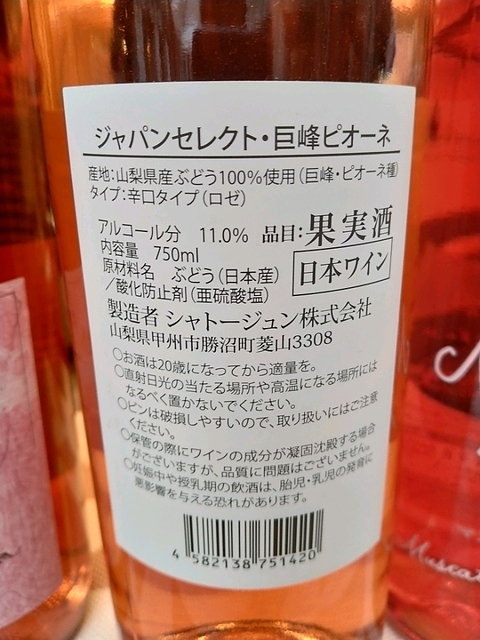 ジャパンセレクト・巨峰ピオーネ
産地:山梨県産ぶどう100%使用(巨峰・ピオーネ種)
タイプ:辛口タイプ(ロゼ)
アルコール分 11.0% 品目:果実酒
内容量 750ml
原材料名 ぶどう(日本産)
/酸化防止剤(亜硫酸塩)
日本ワイン
製造者 シャトージュン株式会社
山梨県甲州市勝沼町菱山3308
○お酒は20歳になってから適量を。
○直射日光の当たる場所や高温になる場所には
なるべく置かないでください。
○ビンは破損しやすいので、取り扱いにはご注意
ください。
○保管の際にワインの成分が凝固沈殿する場合
がございますが、品質に問題はございません。
○妊娠中や授乳期の飲酒は、胎児・乳児の発育に
悪影響を与える恐れがあります。
4 582138 751420
Muscat